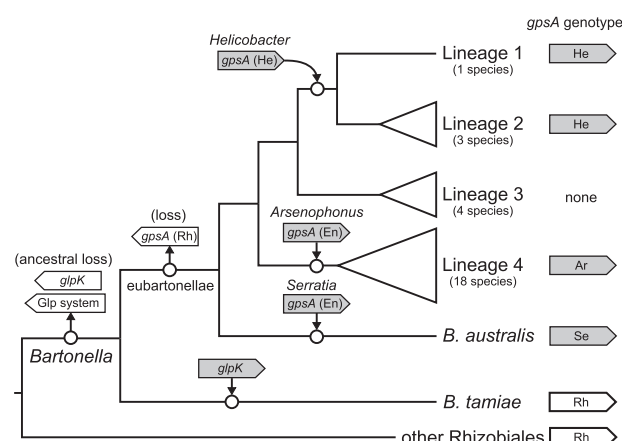 gpsA genotype
Helicobacter
gpsA (He)
Lineage 1
(1 species)
He
Lineage 2
(3 species)
He
Lineage 3
(4 species)
none
(loss)
gpsA (Rh)
Arsenophonus
gpsA (En)
Lineage 4
(18 species)
Ar
(ancestral loss)
glpK
Glp system
eubartonellae
Serratia
gpsA (En)
Bartonella
B. australis
Se
glpK
B. tamiae
Rh
other Rhizobiales
Rh